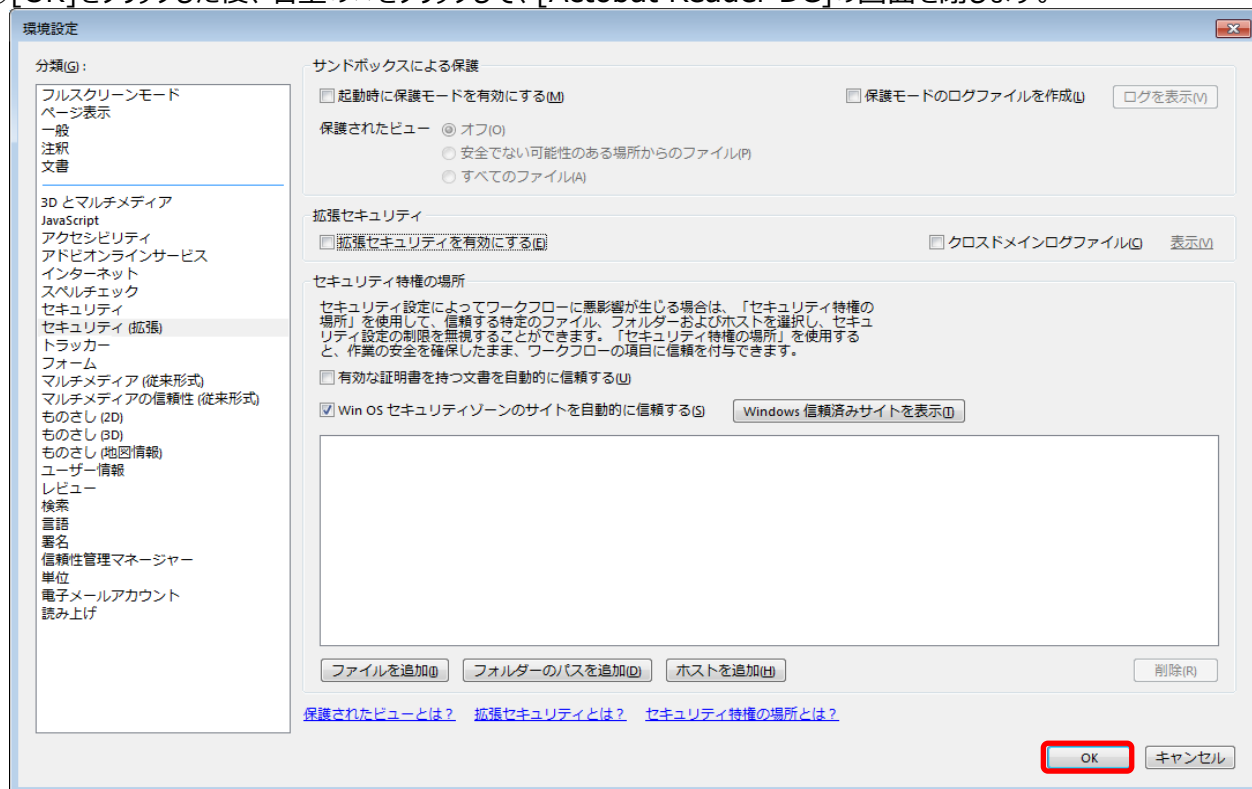 [OK]をクリックした後、右上の×をクリックして、[Actobat Reader DC]の画面を閉じます。
環境設定
分類(G) :
フルスクリーンモード
ページ表示
一般
注釈
文書
3D とマルチメディア
JavaScript
アクセシビリティ
アドビオンラインサービス
インターネット
スペルチェック
セキュリティ
セキュリティ (拡張)
トラッカー
フォーム
マルチメディア (従来形式)
マルチメディアの信頼性 (従来形式)
ものさし (2D)
ものさし (3D)
ものさし (地図情報)
ユーザー情報
レビュー
検索
言語
署名
信頼性管理マネージャー
単位
電子メールアカウント
読み上げ
サンドボックスによる保護
起動時に保護モードを有効にする(M) 保護モードのログファイルを作成(L) ログを表示(V)
保護されたビュー オフ(O)
安全でない可能性のある場所からのファイル(P)
すべてのファイル(A)
拡張セキュリティ
拡張セキュリティを有効にする(E) クロスドメインログファイル(C) 表示(V)
セキュリティ特権の場所
セキュリティ設定によってワークフローに悪影響が生じる場合は、「セキュリティ特権の
場所」を使用して、信頼する特定のファイル、フォルダーおよびホストを選択し、セキュ
リティ設定の制限を無視することができます。「セキュリティ特権の場所」を使用する
と、作業の安全を確保したまま、ワークフローの項目に信頼を付与できます。
有効な証明書を持つ文書を自動的に信頼する(U)
Win OS セキュリティゾーンのサイトを自動的に信頼する(S) Windows 信頼済みサイトを表示(T)
ファイルを追加(I) フォルダーのパスを追加(D) ホストを追加(H) 削除(R)
保護されたビューとは? 拡張セキュリティとは? セキュリティ特権の場所とは?
OK キャンセル